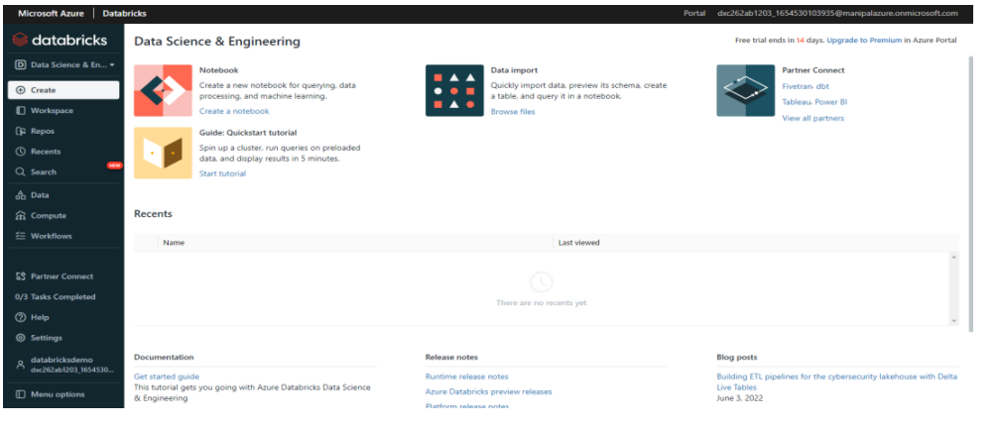 Microsoft Azure | Databricks
Portal dxc262ab1203_1654530103935@manipalazure.onmicrosoft.com
databricks
Data Science & En...
Create
Workspace
Repos
Recents
Search
New
Data
Compute
Workflows
Partner Connect
0/3 Tasks Completed
Help
Settings
databricksdemo
dxc262ab1203_1654530...
Menu options
Data Science & Engineering
Free trial ends in 14 days. Upgrade to Premium in Azure Portal
Notebook
Create a new notebook for querying, data
processing, and machine learning.
Create a notebook
Data import
Quickly import data, preview its schema, create
a table, and query it in a notebook.
Browse files
Partner Connect
Fivetran, dbt
Tableau, Power BI
View all partners
Guide: Quickstart tutorial
Spin up a cluster, run queries on preloaded
data, and display results in 5 minutes.
Start tutorial
Recents
Name Last viewed
There are no recents yet
Documentation
Get started guide
This tutorial gets you going with Azure Databricks Data Science
& Engineering
Release notes
Runtime release notes
Azure Databricks preview releases
Platform release notes
Blog posts
Building ETL pipelines for the cybersecurity lakehouse with Delta
Live Tables
June 3, 2022